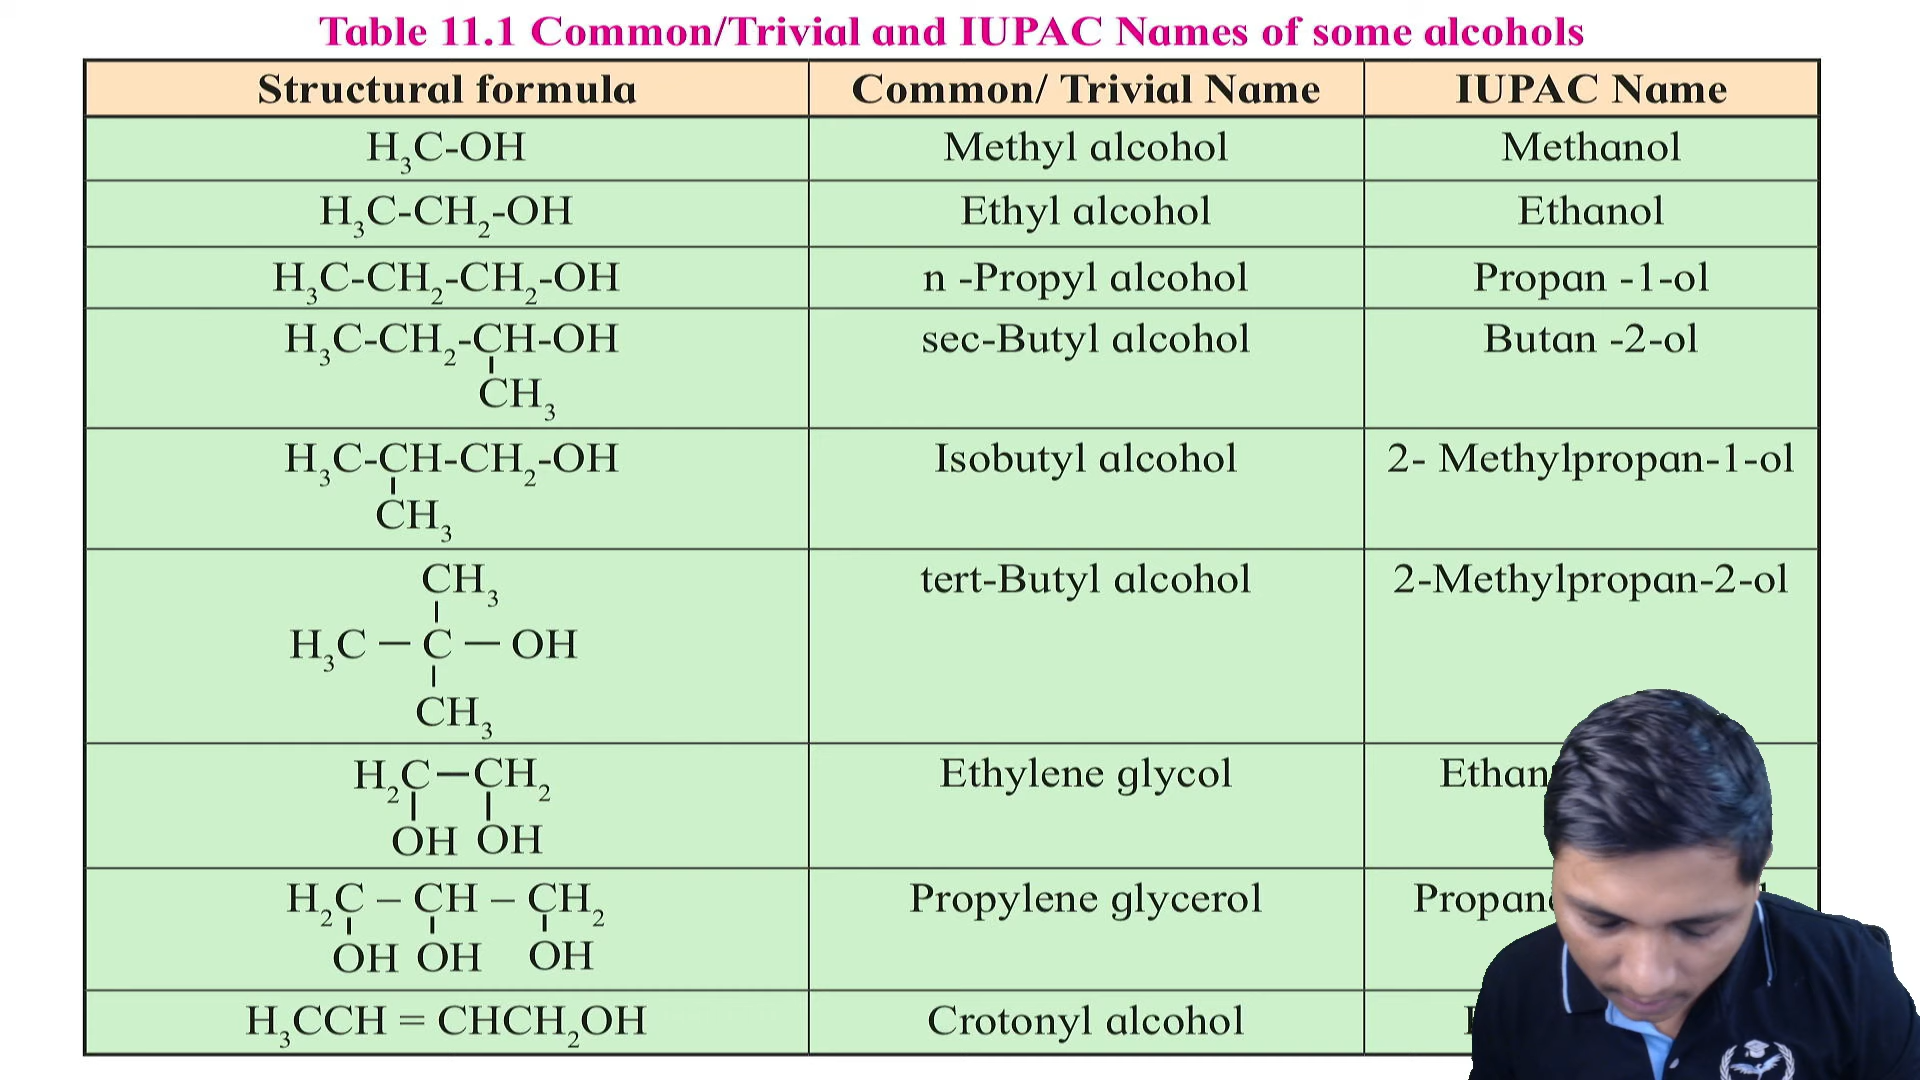 Table 11.1 Common/Trivial and IUPAC Names of some alcohols
Structural formula Common/ Trivial Name IUPAC Name
H₃C-OH Methyl alcohol Methanol
H₃C-CH₂-OH Ethyl alcohol Ethanol
H₃C-CH₂-CH₂-OH n -Propyl alcohol Propan -1-ol
H₃C-CH₂-CH-OH sec-Butyl alcohol Butan -2-ol
CH₃
H₃C-CH-CH₂-OH Isobutyl alcohol 2- Methylpropan-1-ol
CH₃
CH₃ tert-Butyl alcohol 2-Methylpropan-2-ol
H₃C — C — OH
CH₃
H₂C—CH₂ Ethylene glycol
OH OH
H₂C – CH – CH₂ Propylene glycerol
OH OH OH
H₃CCH = CHCH₂OH Crotonyl alcohol